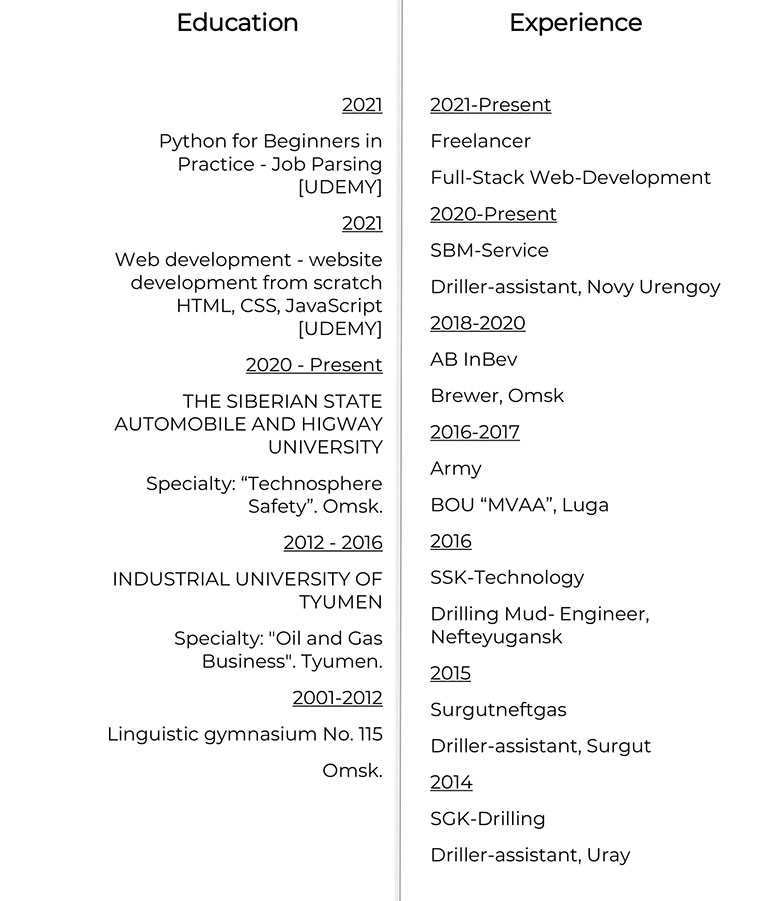 Education
2021
Python for Beginners in
Practice - Job Parsing
[UDEMY]
2021
Web development - website
development from scratch
HTML, CSS, JavaScript
[UDEMY]
2020 - Present
THE SIBERIAN STATE
AUTOMOBILE AND HIGWAY
UNIVERSITY
Specialty: “Technosphere
Safety”. Omsk.
2012 - 2016
INDUSTRIAL UNIVERSITY OF
TYUMEN
Specialty: "Oil and Gas
Business". Tyumen.
2001-2012
Linguistic gymnasium No. 115
Omsk.
Experience
2021-Present
Freelancer
Full-Stack Web-Development
2020-Present
SBM-Service
Driller-assistant, Novy Urengoy
2018-2020
AB InBev
Brewer, Omsk
2016-2017
Army
BOU “MVAA”, Luga
2016
SSK-Technology
Drilling Mud- Engineer,
Nefteyugansk
2015
Surgutneftgas
Driller-assistant, Surgut
2014
SGK-Drilling
Driller-assistant, Uray